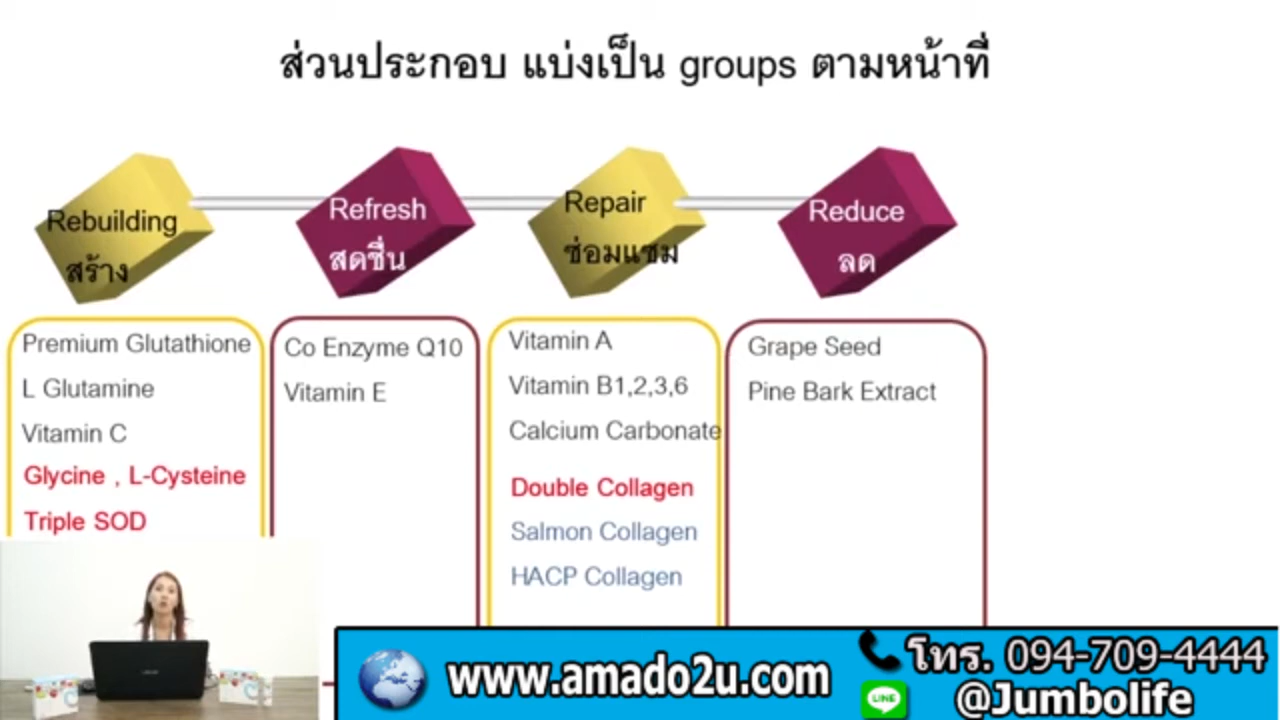 ส่วนประกอบ แบ่งเป็น groups ตามหน้าที่
Rebuilding
สร้าง
Refresh
สดชื่น
Repair
ซ่อมแซม
Reduce
ลด
Premium Glutathione
L Glutamine
Vitamin C
Glycine , L-Cysteine
Triple SOD
Co Enzyme Q10
Vitamin E
Vitamin A
Vitamin B1,2,3,6
Calcium Carbonate
Double Collagen
Salmon Collagen
HACP Collagen
Grape Seed
Pine Bark Extract
www.amado2u.com
โทร. 094-709-4444
LINE
@Jumbolife